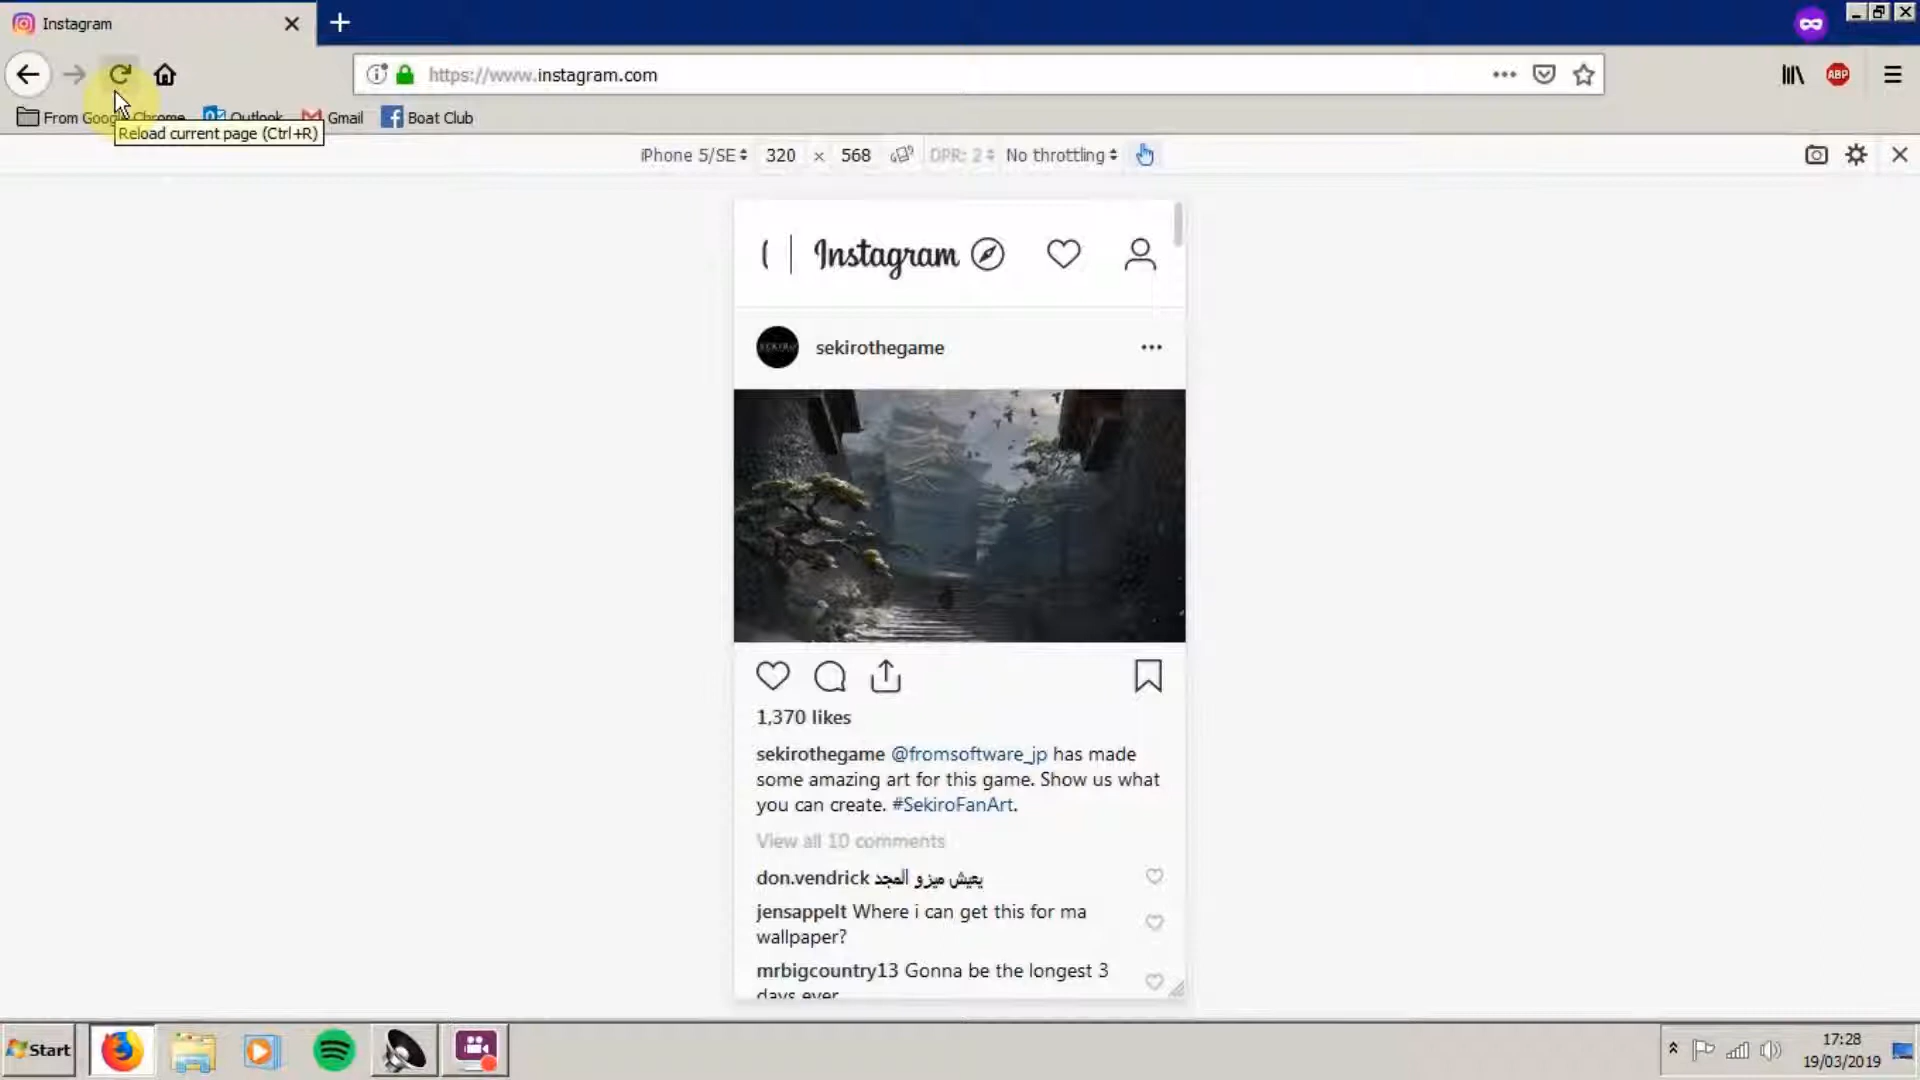 Instagram
https://www.instagram.com
ABP
From Google Chrome
Outlook
Gmail
Boat Club
Reload current page (Ctrl+R)
iPhone 5/SE
320 x 568
DPR: 2
No throttling
Instagram
sekirothegame
1,370 likes
sekirothegame @fromsoftware_jp has made
some amazing art for this game. Show us what
you can create. #SekiroFanArt.
View all 10 comments
don.vendrick يعيش ميزو المجد
jensappelt Where i can get this for ma
wallpaper?
mrbigcountry13 Gonna be the longest 3
days ever
Start
17:28
19/03/2019